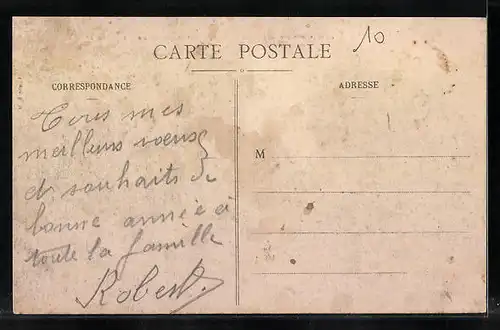 10
CARTE POSTALE
CORRESPONDANCE
ADRESSE
Tous mes
meilleurs voeux
et souhaits de
bonne année à
toute la famille
Robert.
M